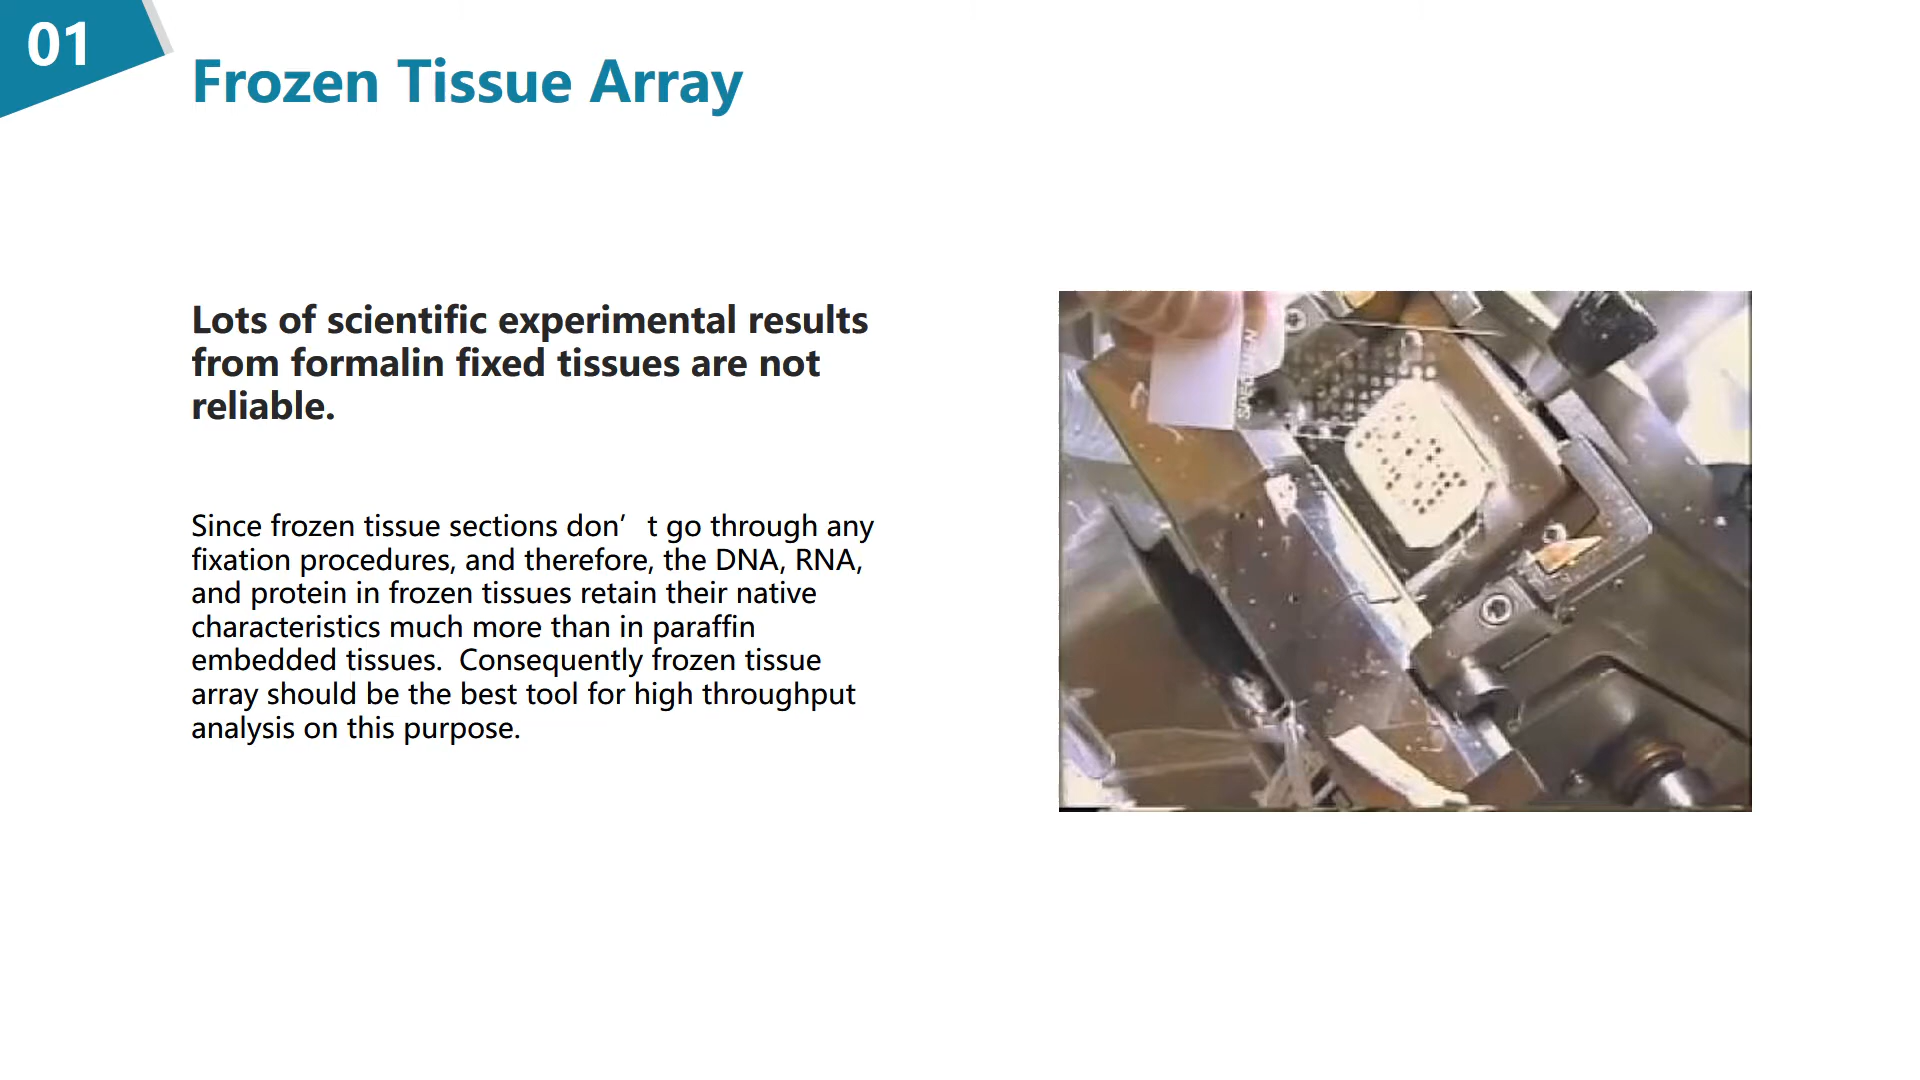 01
Frozen Tissue Array
Lots of scientific experimental results
from formalin fixed tissues are not
reliable.
Since frozen tissue sections don’ t go through any
fixation procedures, and therefore, the DNA, RNA,
and protein in frozen tissues retain their native
characteristics much more than in paraffin
embedded tissues.  Consequently frozen tissue
array should be the best tool for high throughput
analysis on this purpose.
SPECIMEN